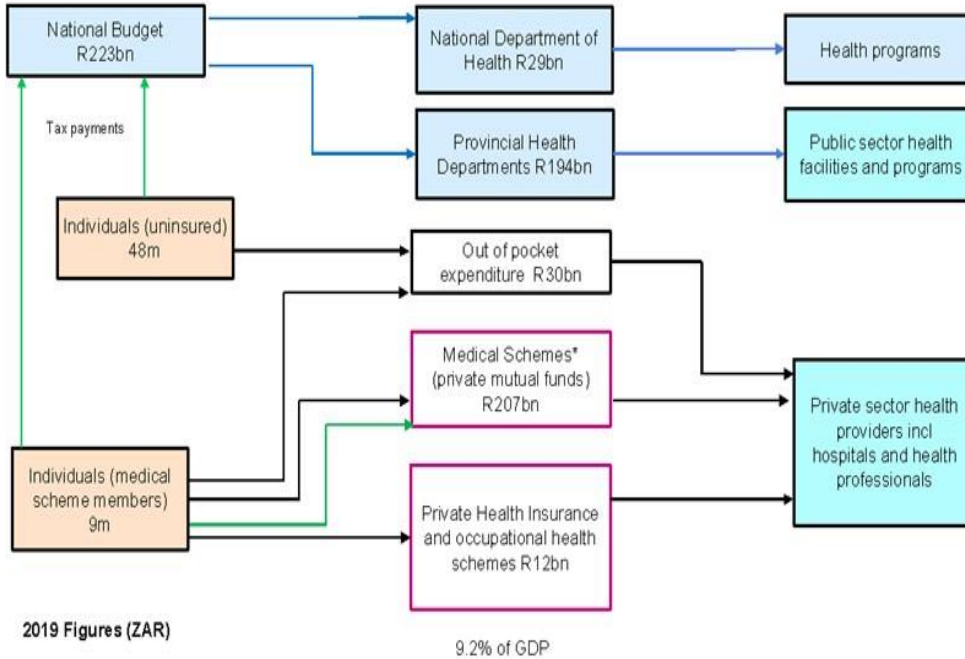 National Budget
R223bn
National Department of
Health R29bn
Health programs
Tax payments
Provincial Health
Departments R194bn
Public sector health
facilities and programs
Individuals (uninsured)
48m
Out of pocket
expenditure R30bn
Medical Schemes*
(private mutual funds)
R207bn
Private sector health
providers incl
hospitals and health
professionals
Individuals (medical
scheme members)
9m
Private Health Insurance
and occupational health
schemes R12bn
2019 Figures (ZAR)
9.2% of GDP